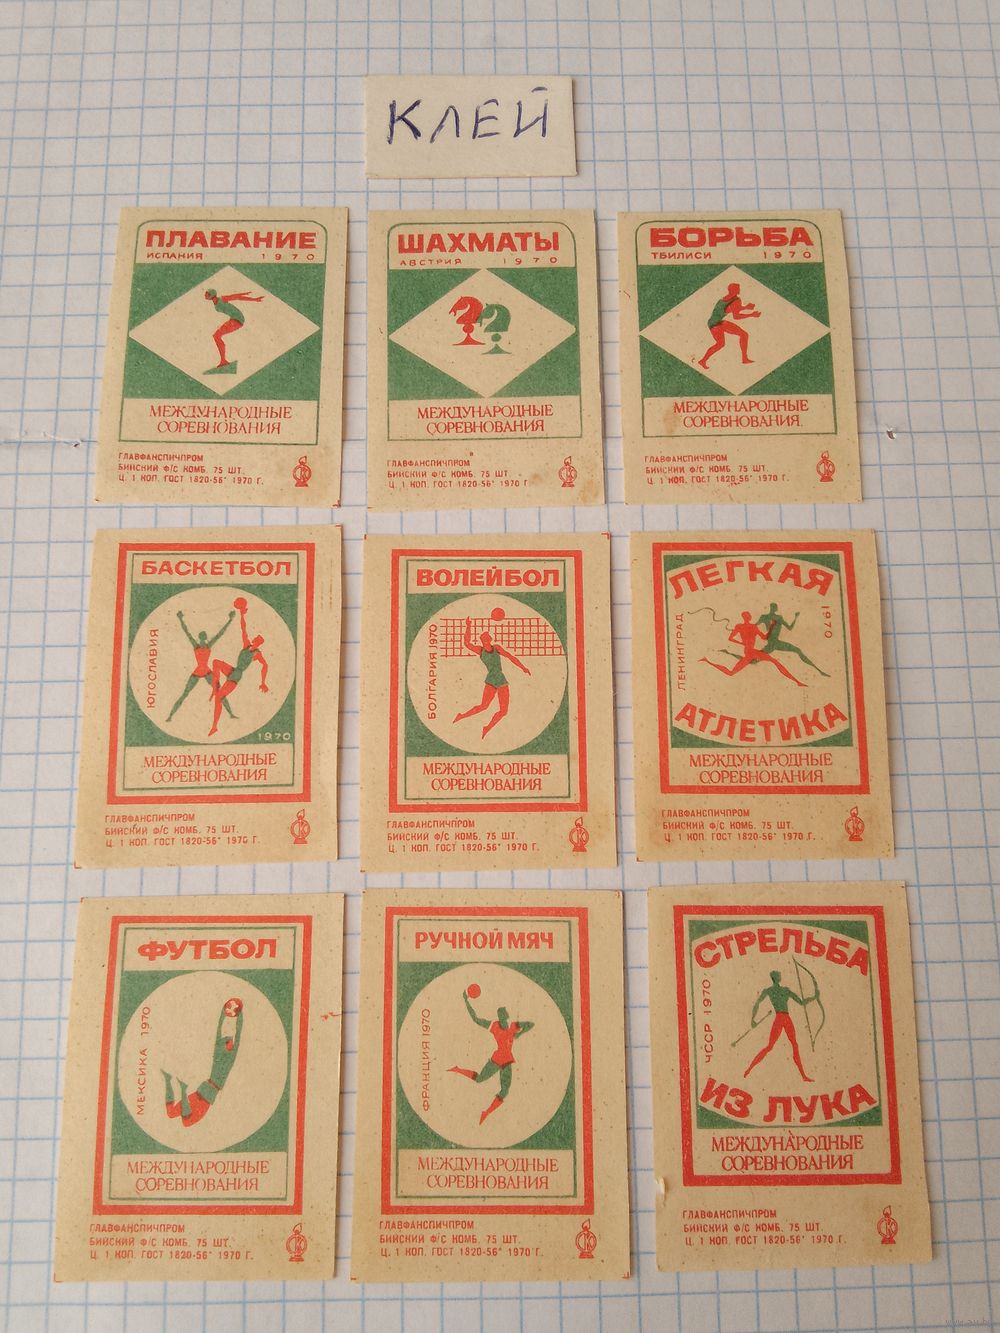 КЛЕЙ
ПЛАВАНИЕ
ИСПАНИЯ 1970
МЕЖДУНАРОДНЫЕ
СОРЕВНОВАНИЯ
ГЛАВФАНСПИЧПРОМ
БИЙСКИЙ Ф/С КОМБ. 75 ШТ.
Ц. 1 КОП. ГОСТ 1820-56* 1970 Г.
ШАХМАТЫ
АВСТРИЯ 1970
МЕЖДУНАРОДНЫЕ
СОРЕВНОВАНИЯ
ГЛАВФАНСПИЧПРОМ
БИЙСКИЙ Ф/С КОМБ. 75 ШТ.
Ц. 1 КОП. ГОСТ 1820-56* 1970 Г.
БОРЬБА
ТБИЛИСИ 1970
МЕЖДУНАРОДНЫЕ
СОРЕВНОВАНИЯ
ГЛАВФАНСПИЧПРОМ
БИЙСКИЙ Ф/С КОМБ. 75 ШТ.
Ц. 1 КОП. ГОСТ 1820-56* 1970 Г.
БАСКЕТБОЛ
ЮГОСЛАВИЯ
1970
МЕЖДУНАРОДНЫЕ
СОРЕВНОВАНИЯ
ГЛАВФАНСПИЧПРОМ
БИЙСКИЙ Ф/С КОМБ. 75 ШТ.
Ц. 1 КОП. ГОСТ 1820-56* 1970 Г.
ВОЛЕЙБОЛ
БОЛГАРИЯ 1970
МЕЖДУНАРОДНЫЕ
СОРЕВНОВАНИЯ
ГЛАВФАНСПИЧПРОМ
БИЙСКИЙ Ф/С КОМБ. 75 ШТ.
Ц. 1 КОП. ГОСТ 1820-56* 1970 Г.
ЛЕГКАЯ
ЛЕНИНГРАД
1970
АТЛЕТИКА
МЕЖДУНАРОДНЫЕ
СОРЕВНОВАНИЯ
ГЛАВФАНСПИЧПРОМ
БИЙСКИЙ Ф/С КОМБ. 75 ШТ.
Ц. 1 КОП. ГОСТ 1820-56* 1970 Г.
ФУТБОЛ
МЕКСИКА 1970
МЕЖДУНАРОДНЫЕ
СОРЕВНОВАНИЯ
ГЛАВФАНСПИЧПРОМ
БИЙСКИЙ Ф/С КОМБ. 75 ШТ.
Ц. 1 КОП. ГОСТ 1820-56* 1970 Г.
РУЧНОЙ МЯЧ
ФРАНЦИЯ 1970
МЕЖДУНАРОДНЫЕ
СОРЕВНОВАНИЯ
ГЛАВФАНСПИЧПРОМ
БИЙСКИЙ Ф/С КОМБ. 75 ШТ.
Ц. 1 КОП. ГОСТ 1820-56* 1970 Г.
СТРЕЛЬБА
ЧССР 1970
ИЗ ЛУКА
МЕЖДУНАРОДНЫЕ
СОРЕВНОВАНИЯ
ГЛАВФАНСПИЧПРОМ
БИЙСКИЙ Ф/С КОМБ. 75 ШТ.
Ц. 1 КОП. ГОСТ 1820-56* 1970 Г.